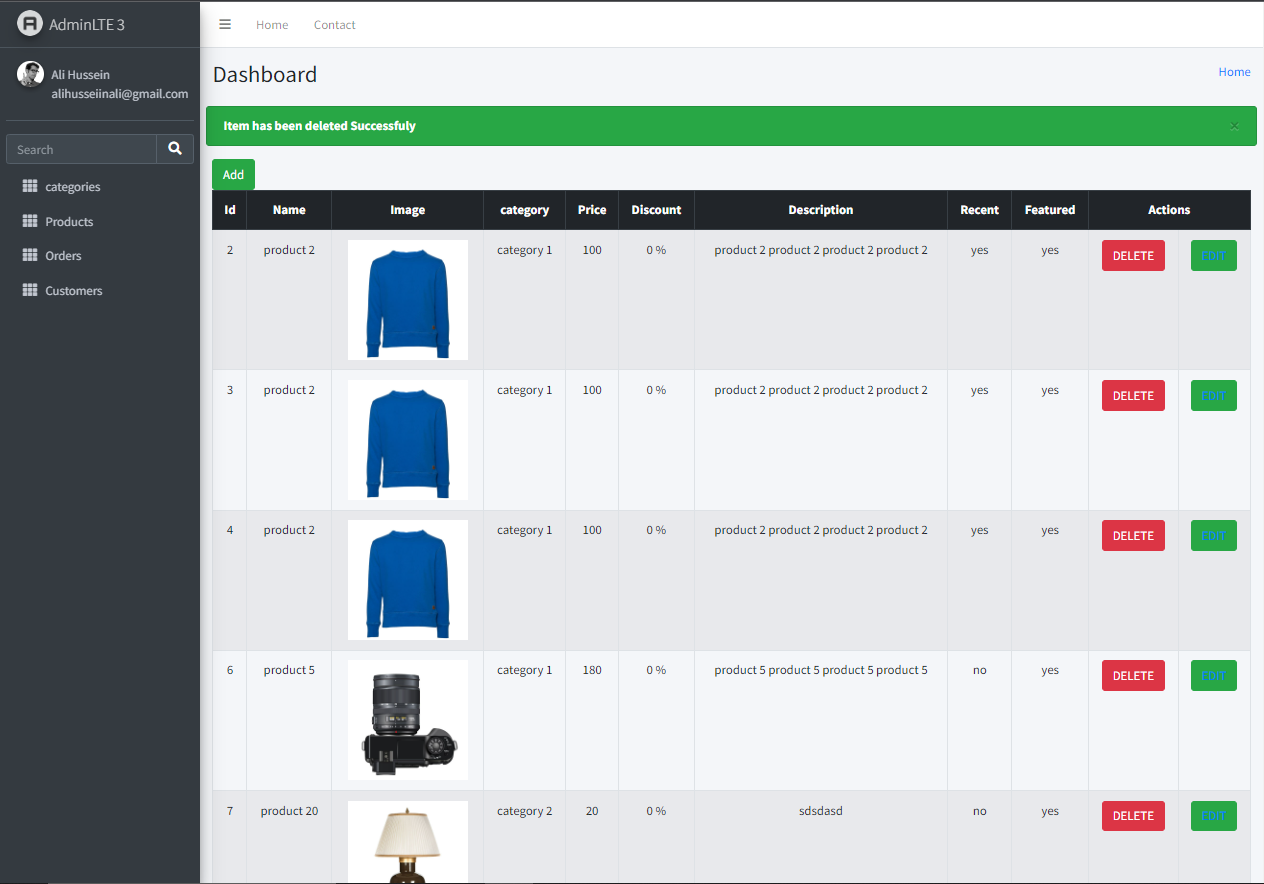 AdminLTE 3
Home Contact
Ali Hussein
alihusseiinali@gmail.com
Search
categories
Products
Orders
Customers
Dashboard
Home
Item has been deleted Successfuly
×
Add
Id Name Image category Price Discount Description Recent Featured Actions
2 product 2 category 1 100 0 % product 2 product 2 product 2 product 2 yes yes DELETE EDIT
3 product 2 category 1 100 0 % product 2 product 2 product 2 product 2 yes yes DELETE EDIT
4 product 2 category 1 100 0 % product 2 product 2 product 2 product 2 yes yes DELETE EDIT
6 product 5 category 1 180 0 % product 5 product 5 product 5 product 5 no yes DELETE EDIT
7 product 20 category 2 20 0 % sdsdasd no yes DELETE EDIT